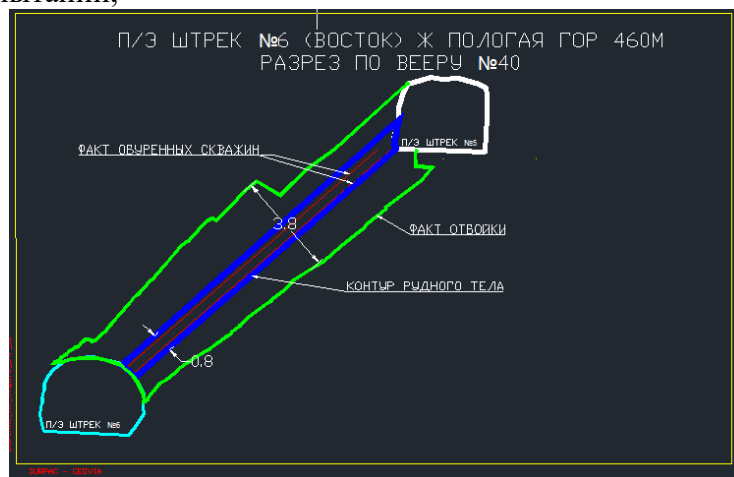 П/Э ШТРЕК №6 (ВОСТОК) Ж ПОЛОГАЯ ГОР 460М
РАЗРЕЗ ПО ВЕЕРУ №40
П/Э ШТРЕК №5
ФАКТ ОБУРЕННЫХ СКВАЖИН
3.8
ФАКТ ОТБОЙКИ
КОНТУР РУДНОГО ТЕЛА
0.8
П/Э ШТРЕК №6
SURPAC - GEOVIA